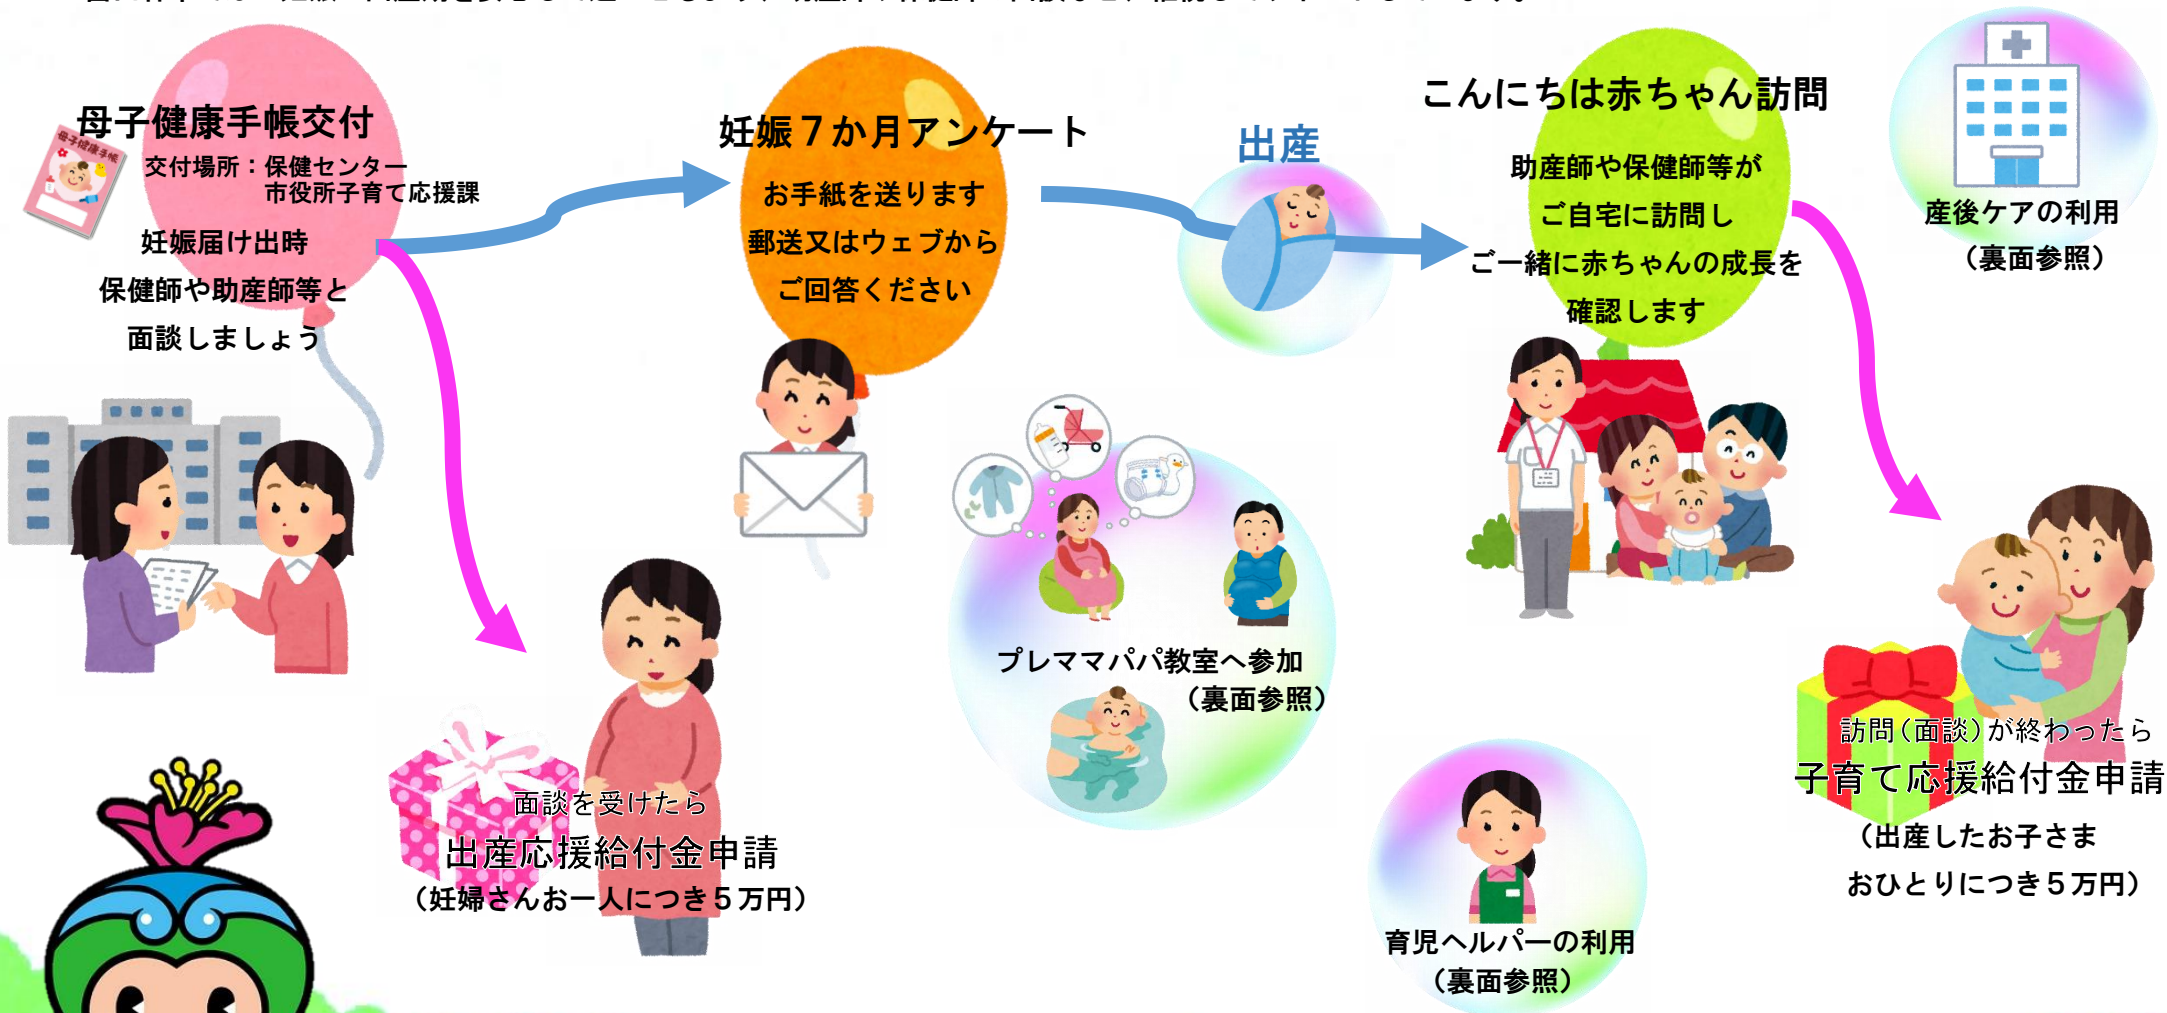 母子健康手帳交付
母子健康手帳
交付場所：保健センター
市役所子育て応援課
妊娠届け出時
保健師や助産師等と
面談しましょう
妊娠７か月アンケート
お手紙を送ります
郵送又はウェブから
ご回答ください
出産
こんにちは赤ちゃん訪問
助産師や保健師等が
ご自宅に訪問し
ご一緒に赤ちゃんの成長を
確認します
産後ケアの利用
（裏面参照）
プレママパパ教室へ参加
（裏面参照）
面談を受けたら
出産応援給付金申請
（妊婦さんお一人につき５万円）
訪問（面談）が終わったら
子育て応援給付金申請
（出産したお子さま
おひとりにつき５万円）
育児ヘルパーの利用
（裏面参照）